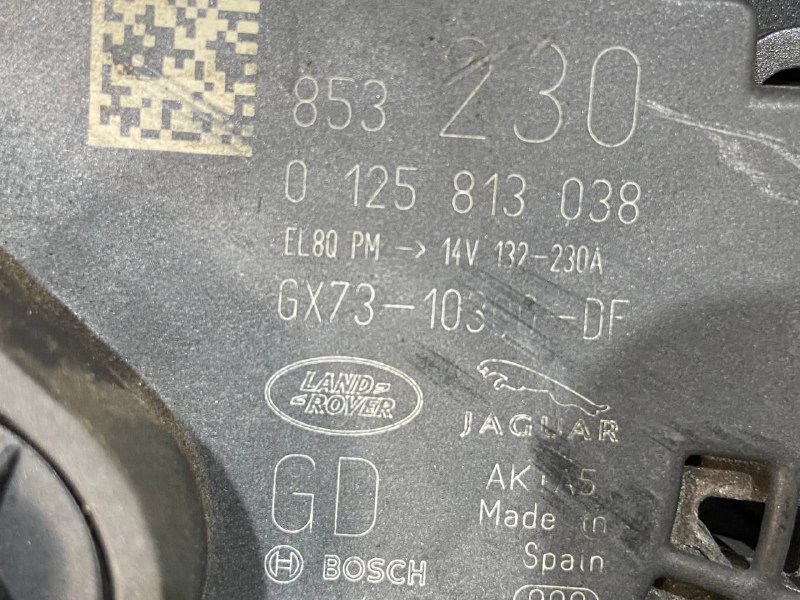 853 230
0 125 813 038
EL8Q PM → 14V 132-230A
LAND-
-ROVER
JAGUAR
GD
Made in
Spain
BOSCH